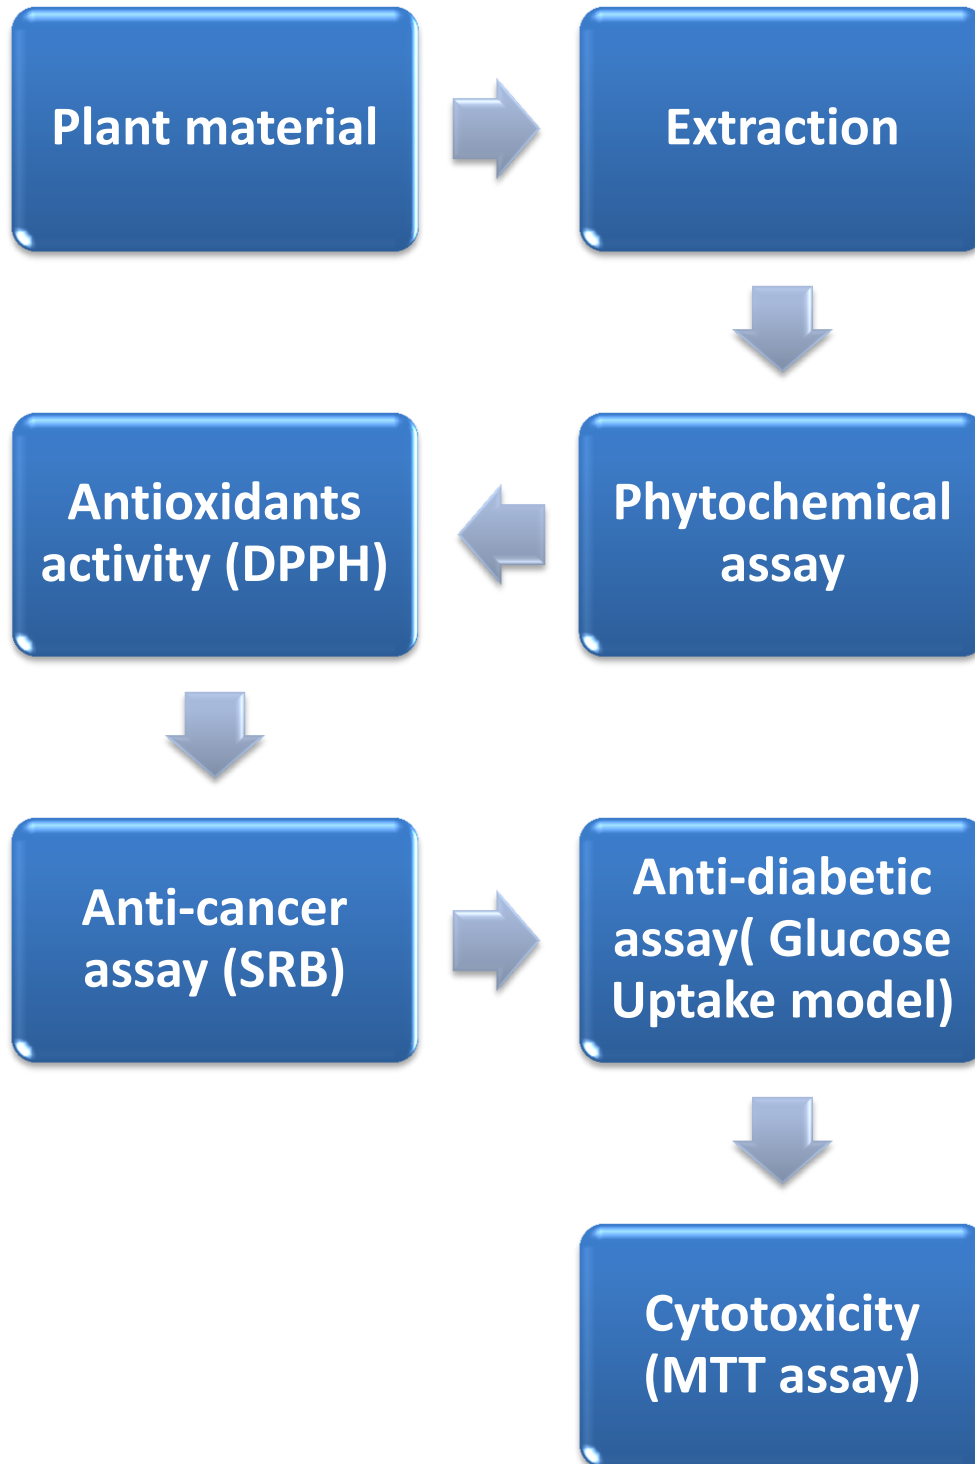 Plant material
Extraction
Phytochemical
assay
Antioxidants
activity (DPPH)
Anti-cancer
assay (SRB)
Anti-diabetic
assay( Glucose
Uptake model)
Cytotoxicity
(MTT assay)